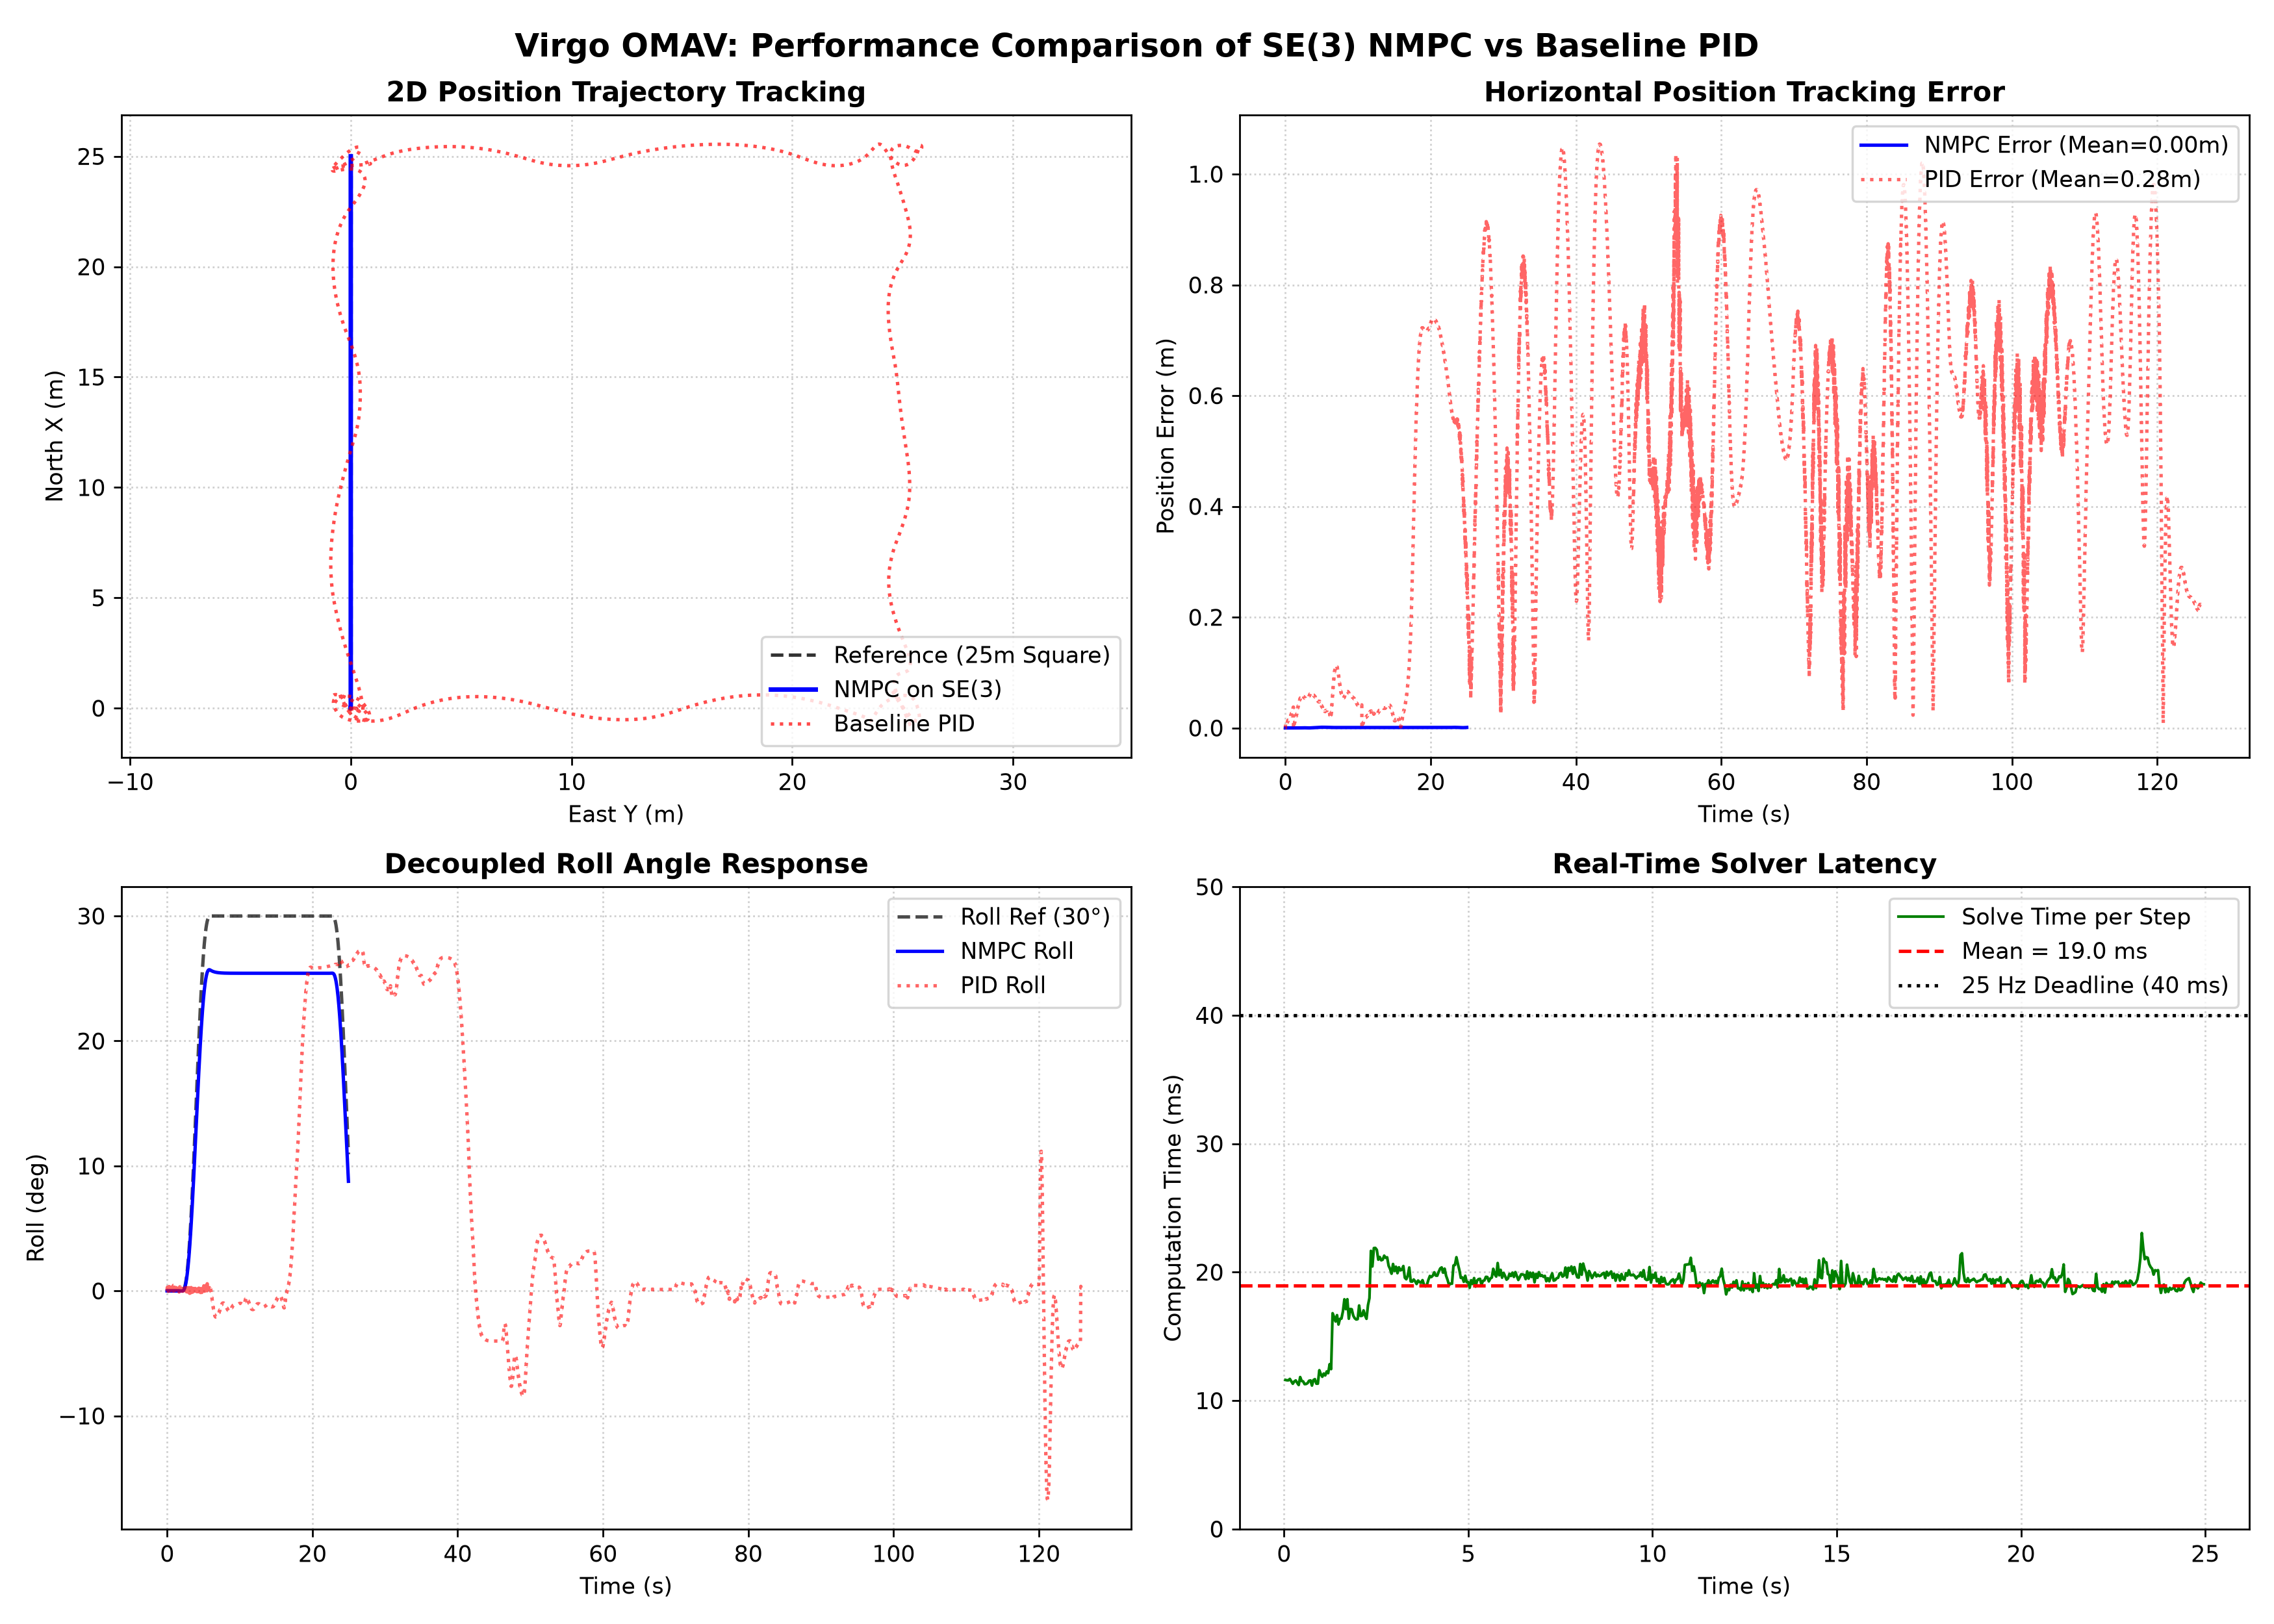 Virgo OMAV: Performance Comparison of SE(3) NMPC vs Baseline PID
2D Position Trajectory Tracking
25
20
15
10
5
0
North X (m)
−10
0
10
20
30
East Y (m)
Reference (25m Square)
NMPC on SE(3)
Baseline PID
Horizontal Position Tracking Error
1.0
0.8
0.6
0.4
0.2
0.0
Position Error (m)
0
20
40
60
80
100
120
Time (s)
NMPC Error (Mean=0.00m)
PID Error (Mean=0.28m)
Decoupled Roll Angle Response
30
20
10
0
−10
Roll (deg)
0
20
40
60
80
100
120
Time (s)
Roll Ref (30°)
NMPC Roll
PID Roll
Real-Time Solver Latency
50
40
30
20
10
0
Computation Time (ms)
0
5
10
15
20
25
Time (s)
Solve Time per Step
Mean = 19.0 ms
25 Hz Deadline (40 ms)